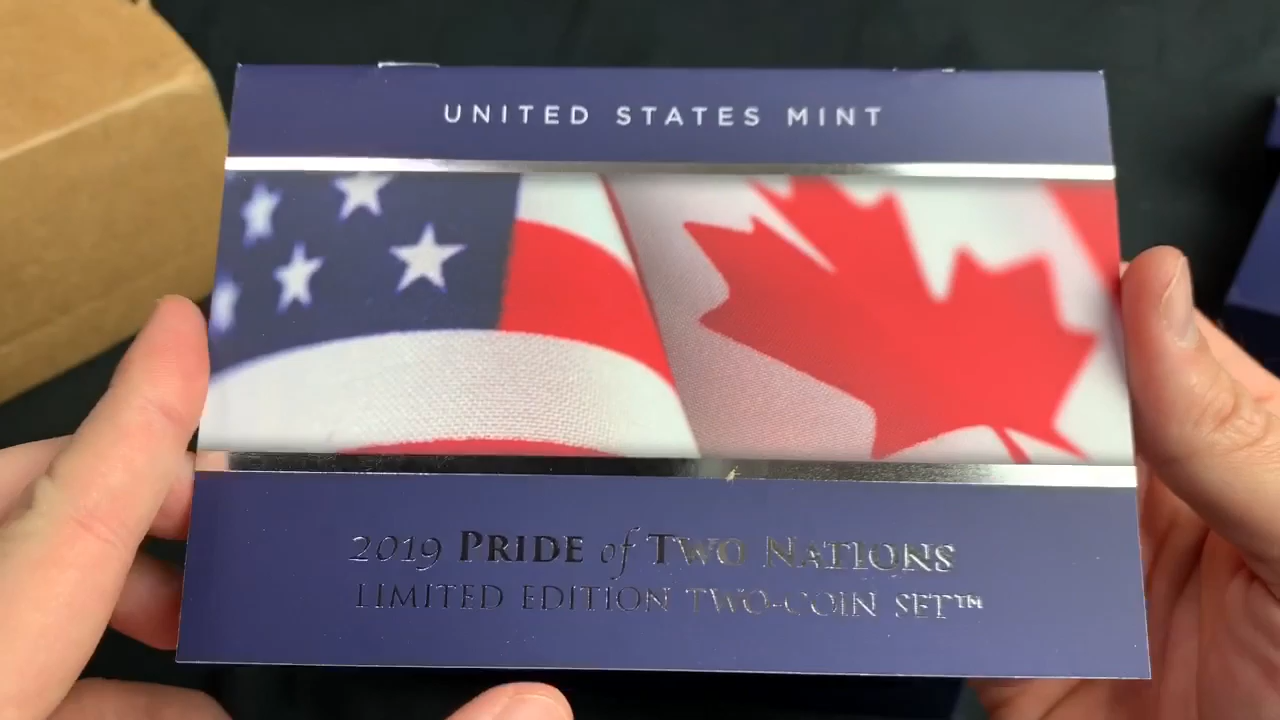 UNITED STATES MINT
2019 PRIDE of TWO NATIONS
LIMITED EDITION TWO-COIN SET™